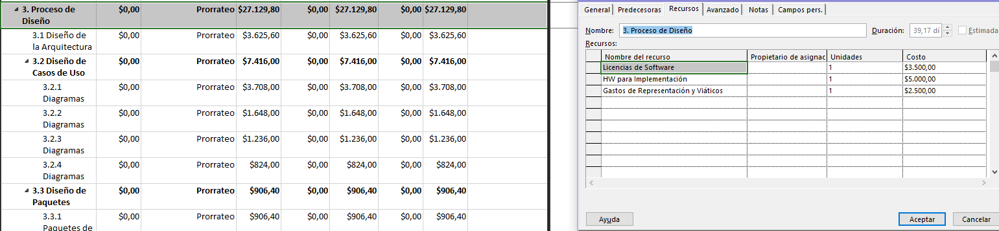 3. Proceso de Diseño $0,00 Prorrateo $27.129,80 $0,00 $27.129,80 $0,00 $27.129,80
3.1 Diseño de la Arquitectura $0,00 Prorrateo $3.625,60 $0,00 $3.625,60 $0,00 $3.625,60
3.2 Diseño de Casos de Uso $0,00 Prorrateo $7.416,00 $0,00 $7.416,00 $0,00 $7.416,00
3.2.1 Diagramas $0,00 Prorrateo $3.708,00 $0,00 $3.708,00 $0,00 $3.708,00
3.2.2 Diagramas $0,00 Prorrateo $1.648,00 $0,00 $1.648,00 $0,00 $1.648,00
3.2.3 Diagramas $0,00 Prorrateo $1.236,00 $0,00 $1.236,00 $0,00 $1.236,00
3.2.4 Diagramas $0,00 Prorrateo $824,00 $0,00 $824,00 $0,00 $824,00
3.3 Diseño de Paquetes $0,00 Prorrateo $906,40 $0,00 $906,40 $0,00 $906,40
3.3.1 Paquetes de $0,00 Prorrateo $906,40 $0,00 $906,40 $0,00 $906,40
General Predecesoras Recursos Avanzado Notas Campos pers.
Nombre: 3. Proceso de Diseño Duración: 39,17 dí Estimada
Recursos:
Nombre del recurso Propietario de asignac Unidades Costo
Licencias de Software 1 $3.500,00
HW para Implementación 1 $5.000,00
Gastos de Representación y Viáticos 1 $2.500,00
Ayuda Aceptar Cancelar